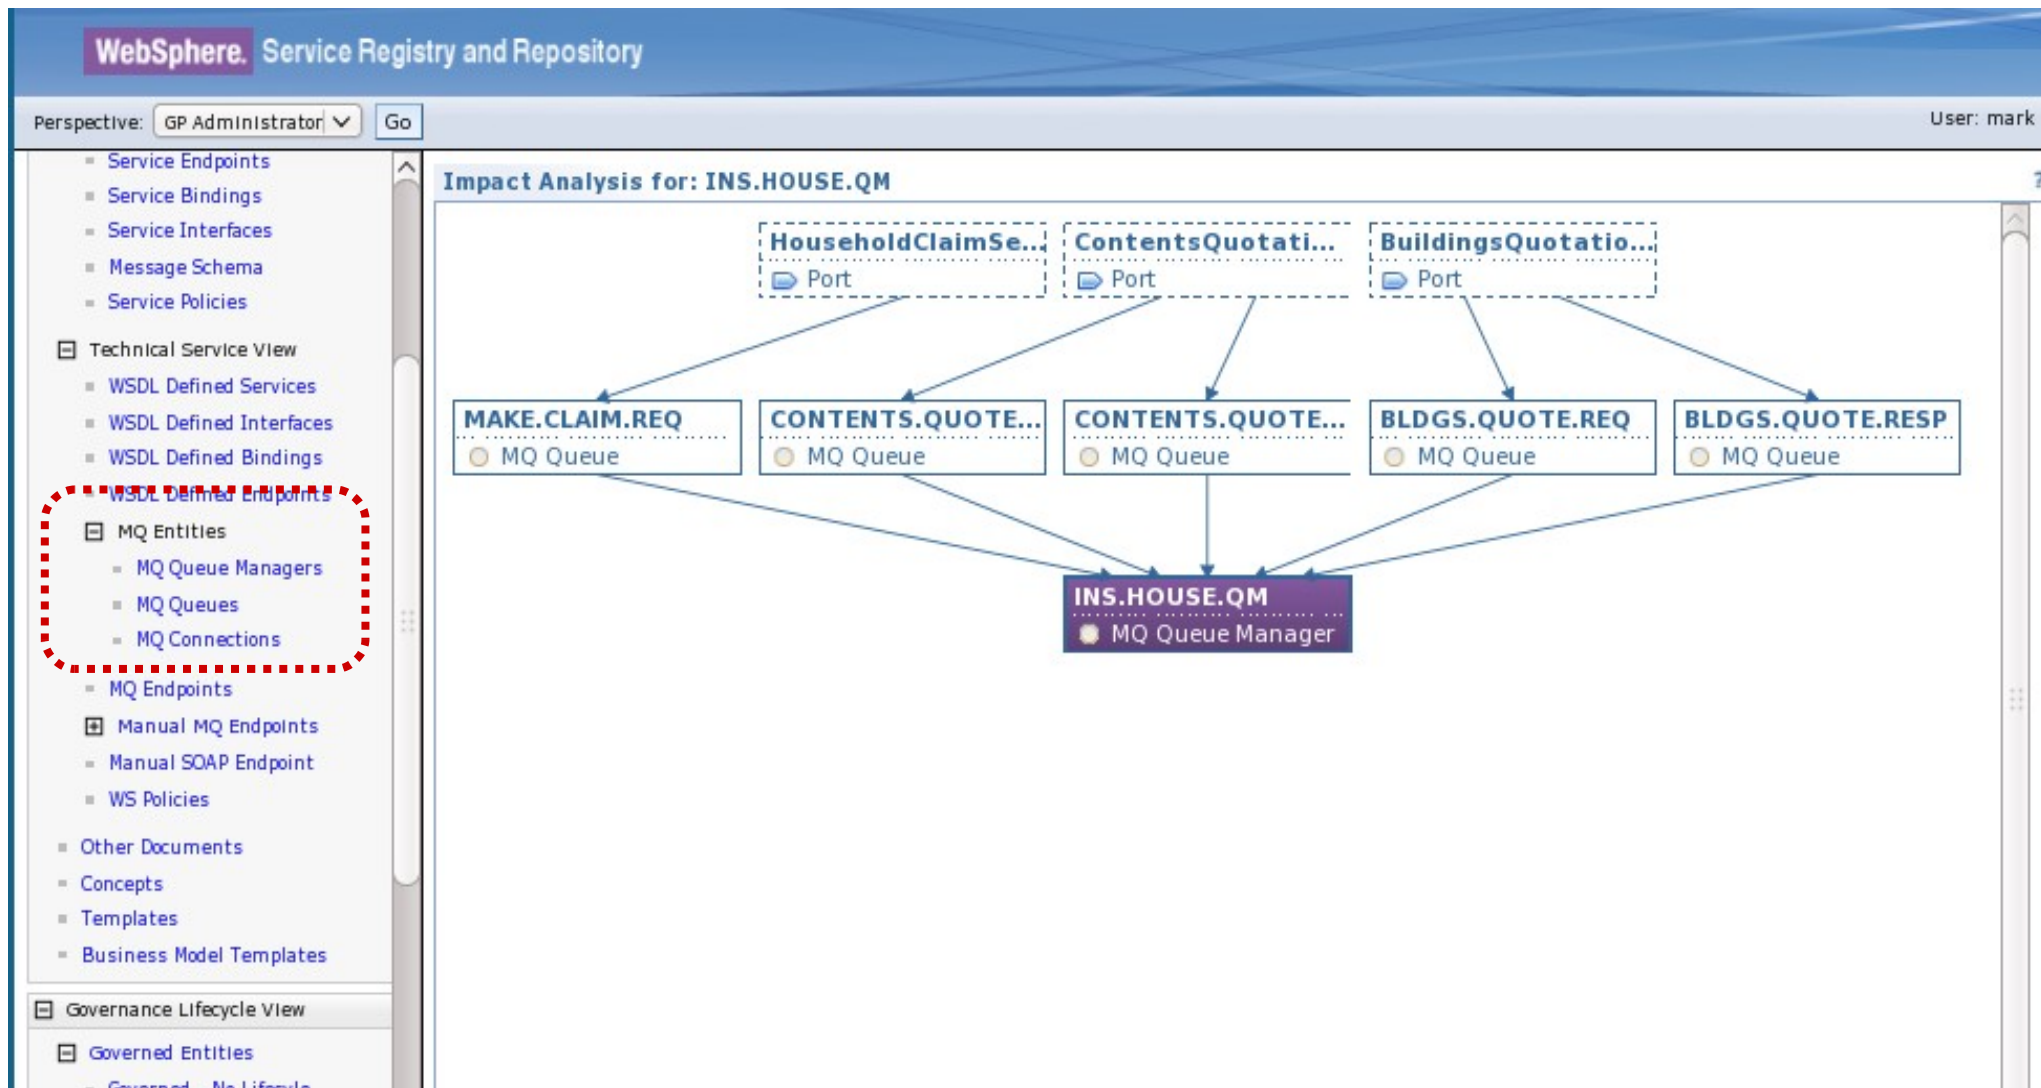 WebSphere. Service Registry and Repository
Perspective: GP Administrator Go
User: mark
Service Endpoints
Service Bindings
Service Interfaces
Message Schema
Service Policies
Technical Service View
WSDL Defined Services
WSDL Defined Interfaces
WSDL Defined Bindings
WSDL Defined Endpoints
MQ Entities
MQ Queue Managers
MQ Queues
MQ Connections
MQ Endpoints
Manual MQ Endpoints
Manual SOAP Endpoint
WS Policies
Other Documents
Concepts
Templates
Business Model Templates
Governance Lifecycle View
Governed Entities
Governed - No Lifecyle
Impact Analysis for: INS.HOUSE.QM
?
HouseholdClaimSe...
Port
ContentsQuotati...
Port
BuildingsQuotatio...
Port
MAKE.CLAIM.REQ
MQ Queue
CONTENTS.QUOTE...
MQ Queue
CONTENTS.QUOTE...
MQ Queue
BLDGS.QUOTE.REQ
MQ Queue
BLDGS.QUOTE.RESP
MQ Queue
INS.HOUSE.QM
MQ Queue Manager